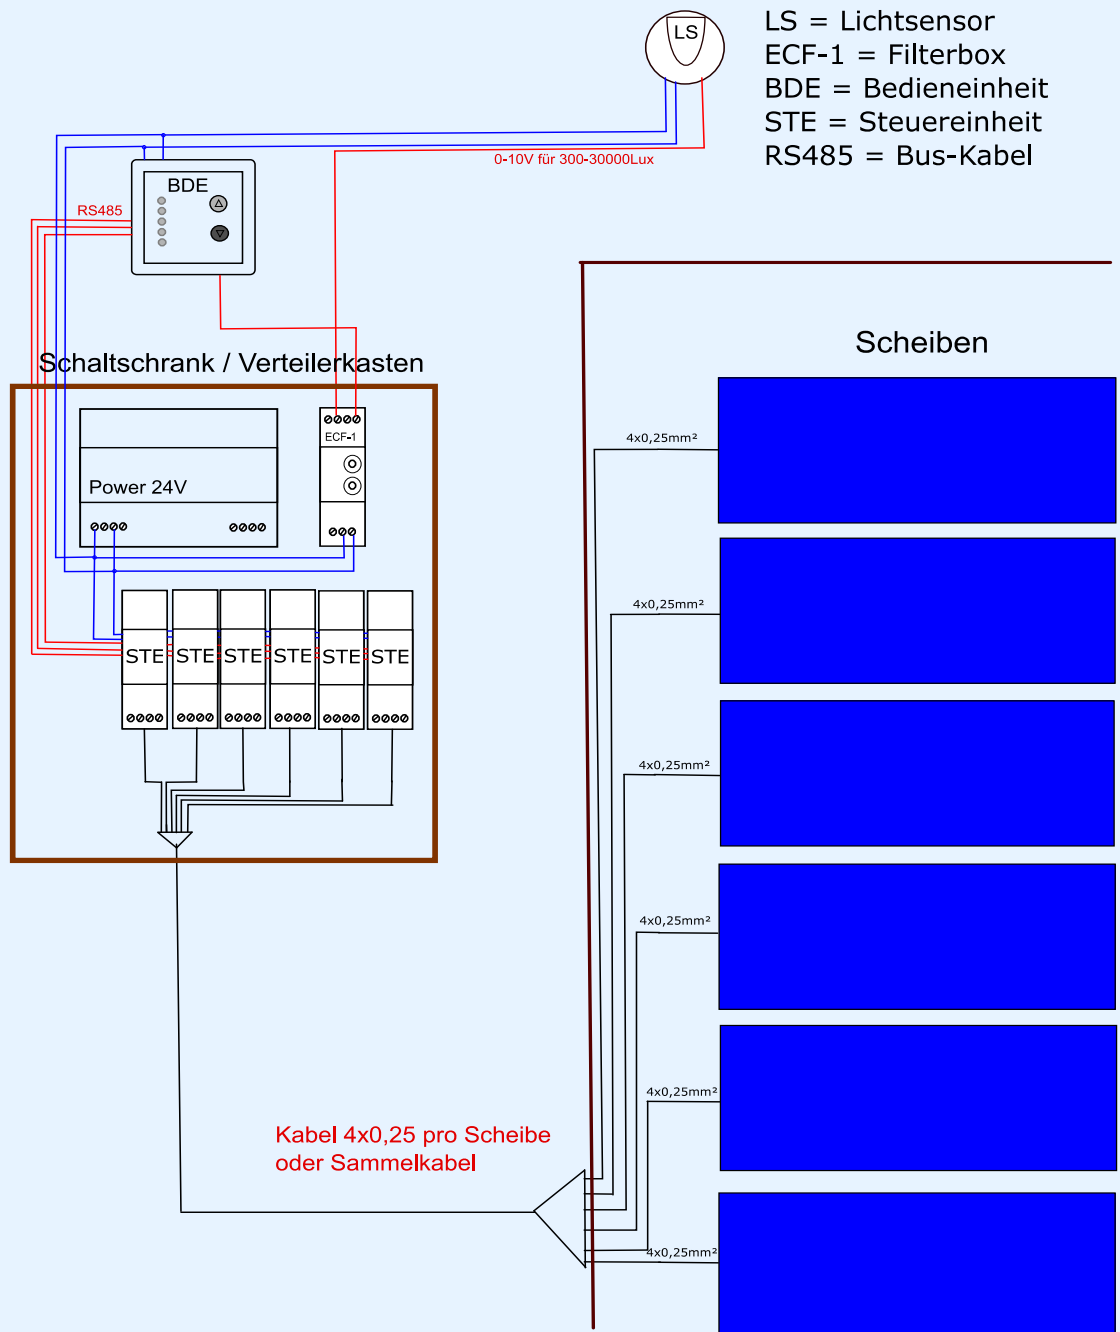 LS
LS = Lichtsensor
ECF-1 = Filterbox
BDE = Bedieneinheit
STE = Steuereinheit
RS485 = Bus-Kabel
0-10V für 300-30000Lux
BDE
RS485
Schaltschrank / Verteilerkasten
Scheiben
ECF-1
Power 24V
4x0,25mm²
4x0,25mm²
STE STE STE STE STE STE
4x0,25mm²
4x0,25mm²
4x0,25mm²
Kabel 4x0,25 pro Scheibe
oder Sammelkabel
4x0,25mm²